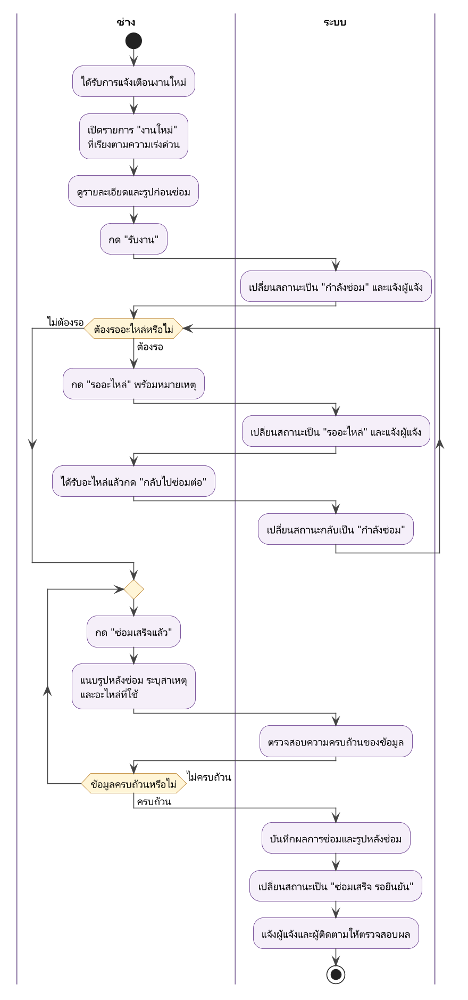 ช่าง
ระบบ
ได้รับการแจ้งเตือนงานใหม่
เปิดรายการ "งานใหม่"
ที่เรียงตามความเร่งด่วน
ดูรายละเอียดและรูปก่อนซ่อม
กด "รับงาน"
เปลี่ยนสถานะเป็น "กำลังซ่อม" และแจ้งผู้แจ้ง
ไม่ต้องรอ
ต้องรออะไหล่หรือไม่
ต้องรอ
กด "รออะไหล่" พร้อมหมายเหตุ
เปลี่ยนสถานะเป็น "รออะไหล่" และแจ้งผู้แจ้ง
ได้รับอะไหล่แล้วกด "กลับไปซ่อมต่อ"
เปลี่ยนสถานะกลับเป็น "กำลังซ่อม"
กด "ซ่อมเสร็จแล้ว"
แนบรูปหลังซ่อม ระบุสาเหตุ
และอะไหล่ที่ใช้
ตรวจสอบความครบถ้วนของข้อมูล
ไม่ครบถ้วน
ข้อมูลครบถ้วนหรือไม่
ครบถ้วน
บันทึกผลการซ่อมและรูปหลังซ่อม
เปลี่ยนสถานะเป็น "ซ่อมเสร็จ รอยืนยัน"
แจ้งผู้แจ้งและผู้ติดตามให้ตรวจสอบผล